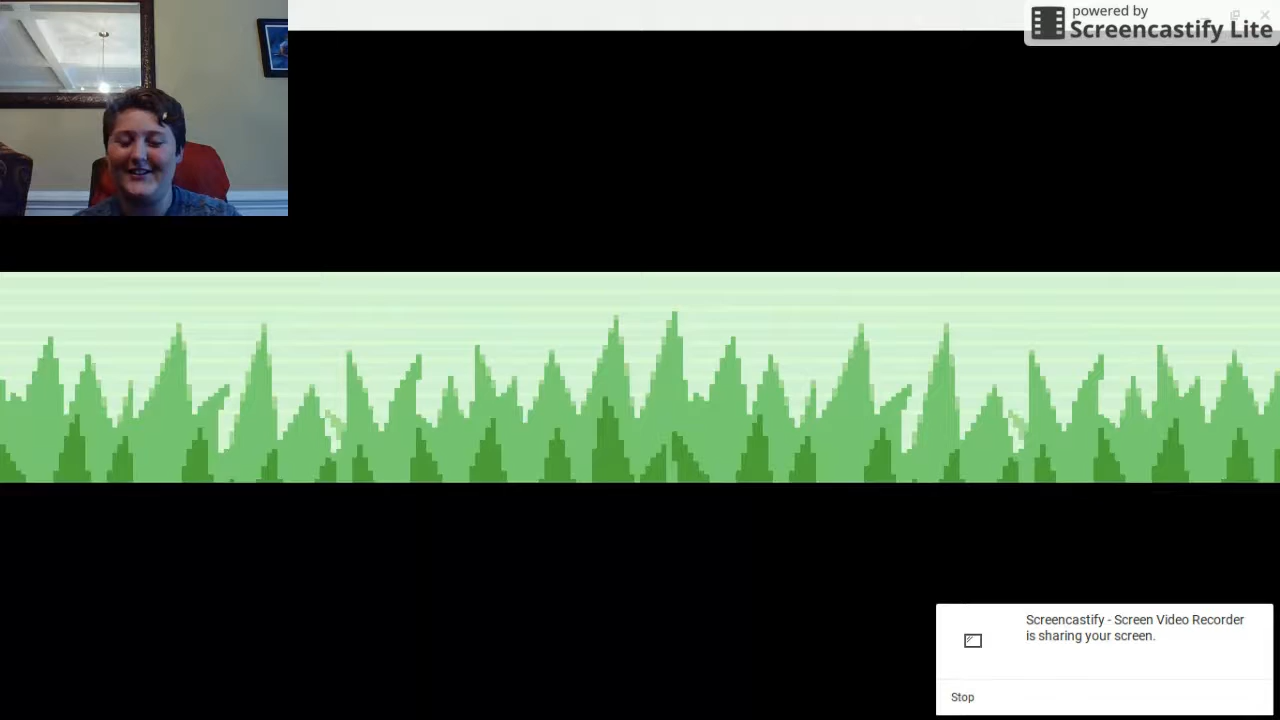 powered by
Screencastify Lite
Screencastify - Screen Video Recorder
is sharing your screen.
Stop